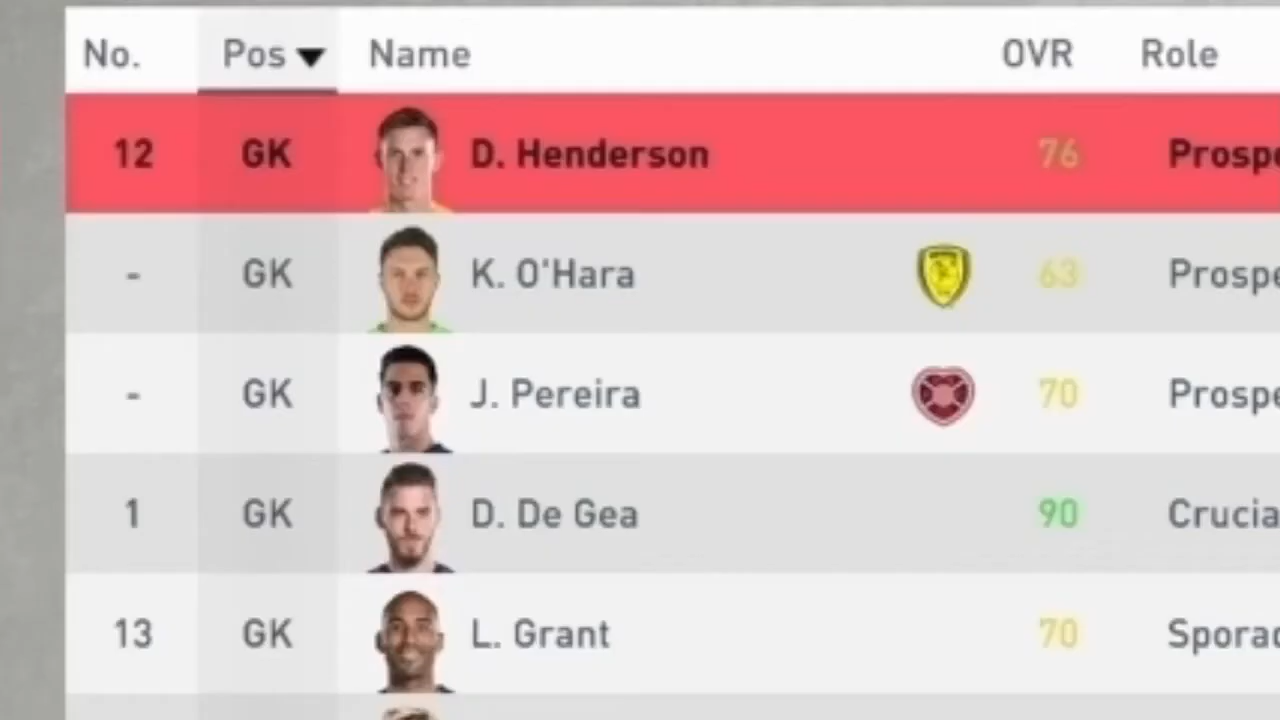 No. Pos Name OVR Role
12 GK D. Henderson 76 Prospe
- GK K. O'Hara 63 Prospe
- GK J. Pereira 70 Prospe
1 GK D. De Gea 90 Crucia
13 GK L. Grant 70 Sporad